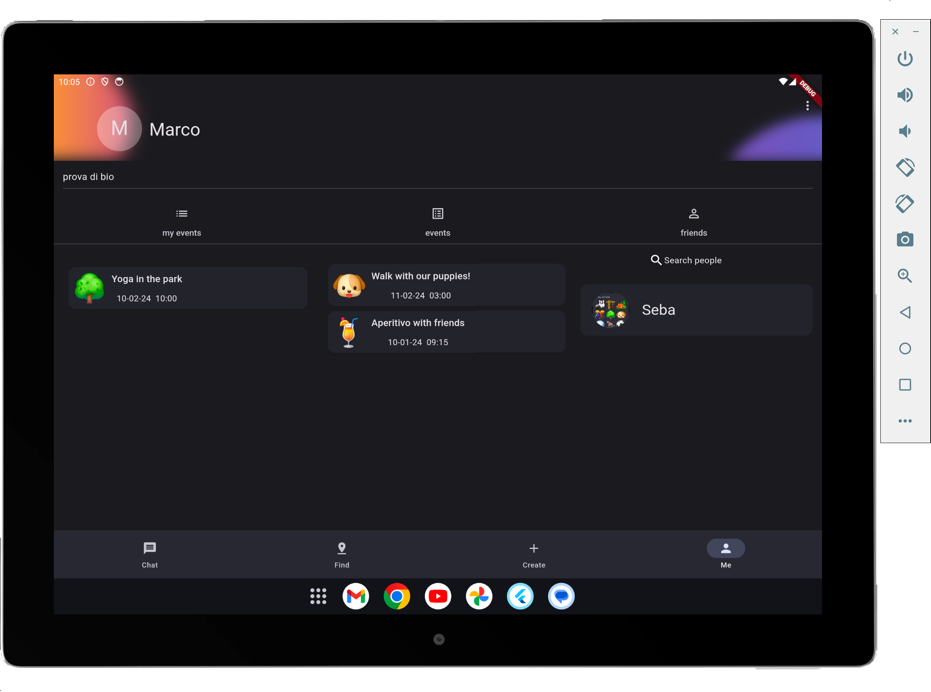 10:05
DEBUG
M
Marco
prova di bio
my events
events
friends
Search people
Yoga in the park
10-02-24 10:00
Walk with our puppies!
11-02-24 03:00
Aperitivo with friends
10-01-24 09:15
Seba
Chat
Find
Create
Me